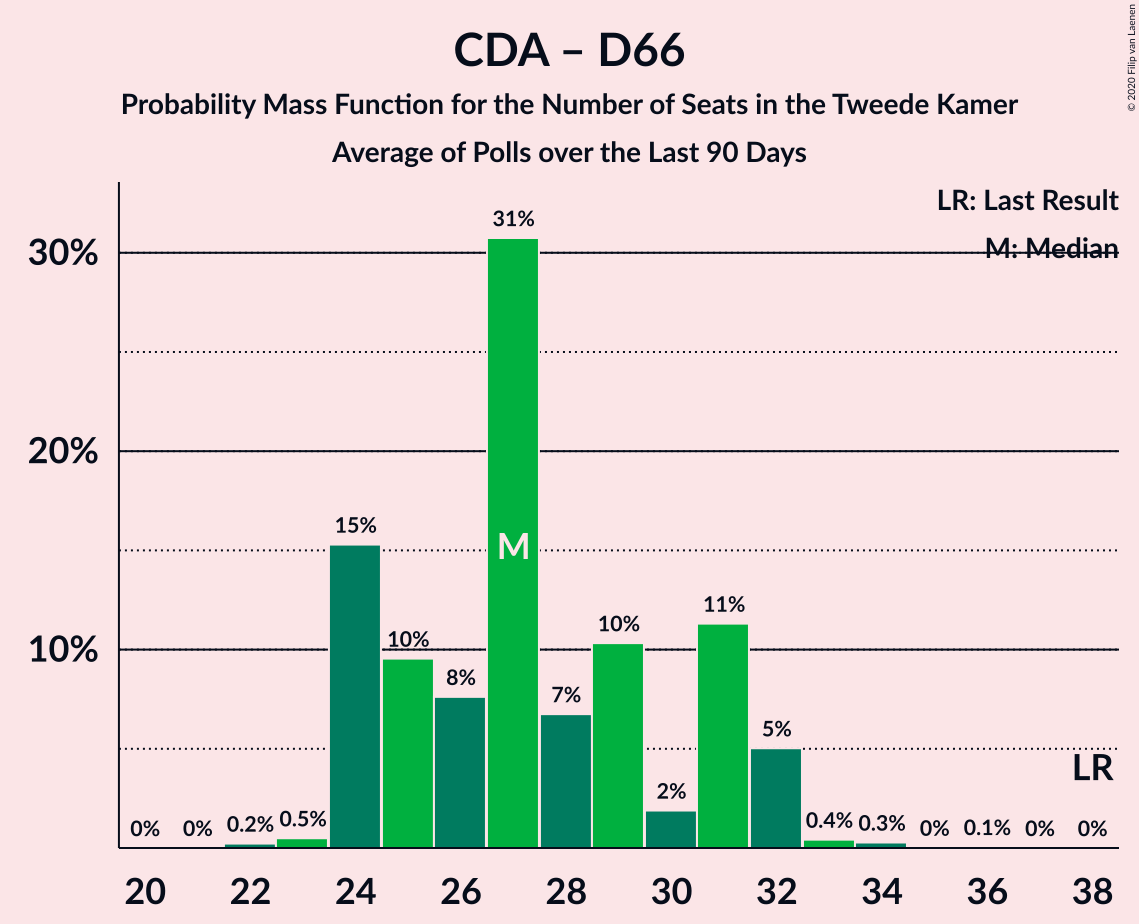 CDA – D66
Probability Mass Function for the Number of Seats in the Tweede Kamer
Average of Polls over the Last 90 Days
© 2020 Filip van Laenen
LR: Last Result
M: Median
30%
20%
10%
0%
0%
0.2%
0.5%
15%
10%
8%
31%
M
7%
10%
2%
11%
5%
0.4%
0.3%
0%
0.1%
0%
0%
LR
20 22 24 26 28 30 32 34 36 38